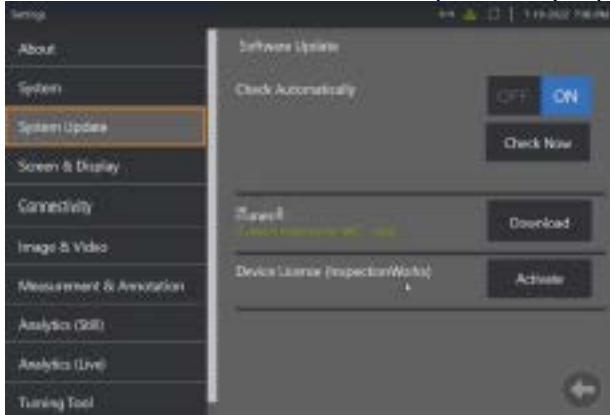 Settings
About
System
System Update
Screen & Display
Connectivity
Image & Video
Measurement & Annotation
Analytics (Still)
Analytics (Live)
Turning Tool
Software Update
Check Automatically
OFF ON
Check Now
Download
Device License (InspectionWorks)
Activate